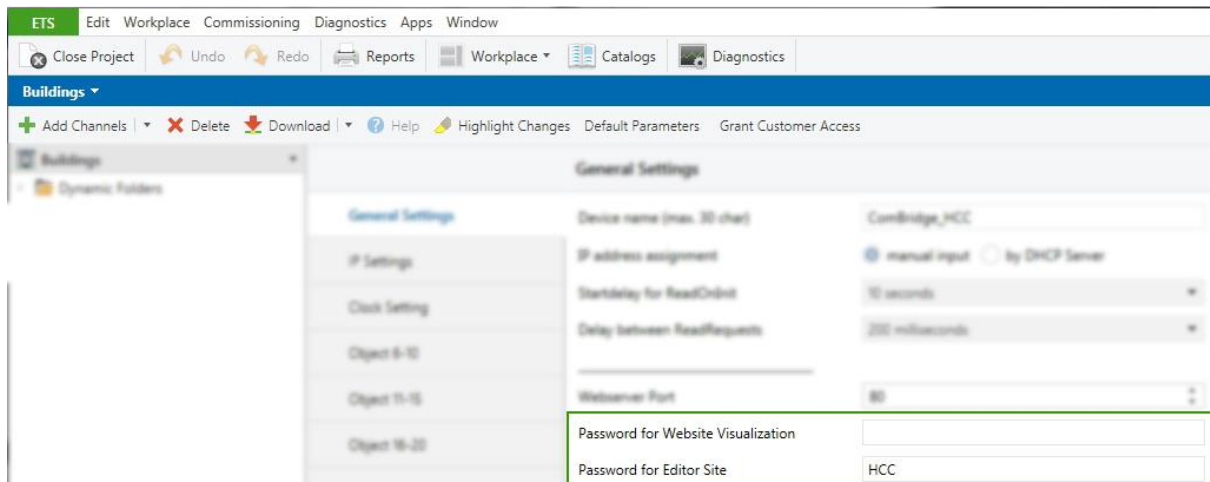 ETS Edit Workplace Commissioning Diagnostics Apps Window
Close Project Undo Redo Reports Workplace Catalogs Diagnostics
Buildings
Add Channels Delete Download Help Highlight Changes Default Parameters Grant Customer Access
Buildings
General Settings
Dynamic Folders
General Settings
Device name (max. 30 char) ComBridge_HCC
IP Settings
IP address assignment manual input by DHCP Server
Startdelay for ReadOnInit 10 seconds
Clock Setting
Delay between ReadRequests 200 milliseconds
Object 6-10
Object 11-15
Webserver Port 80
Password for Website Visualization
Object 16-20
Password for Editor Site HCC